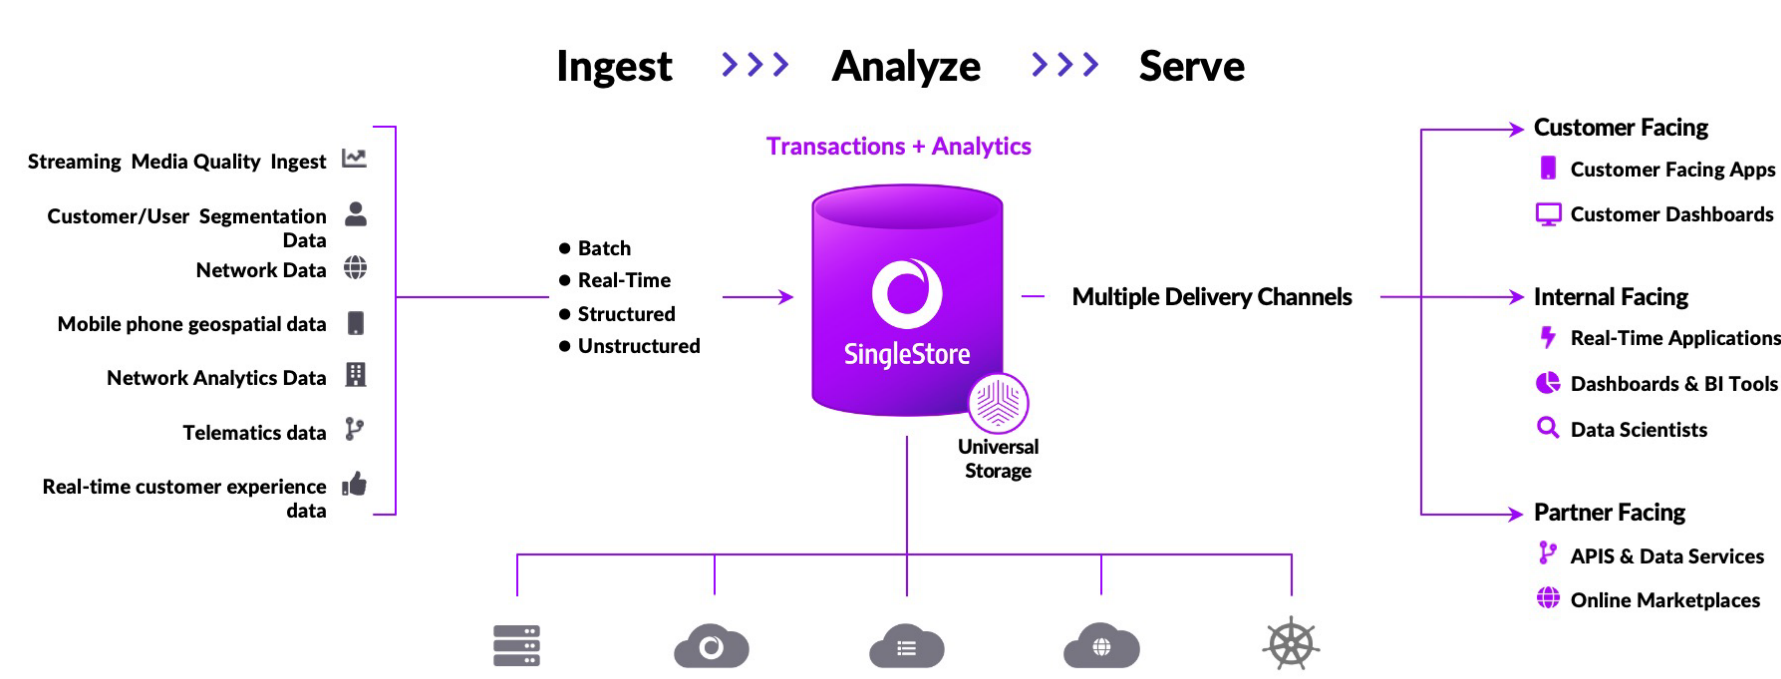 Ingest >>> Analyze >>> Serve
Transactions + Analytics
Streaming Media Quality Ingest
Customer/User Segmentation
Data
Network Data
Mobile phone geospatial data
Network Analytics Data
Telematics data
Real-time customer experience
data
• Batch
• Real-Time
• Structured
• Unstructured
SingleStore
Universal
Storage
Multiple Delivery Channels
Customer Facing
Customer Facing Apps
Customer Dashboards
Internal Facing
Real-Time Applications
Dashboards & BI Tools
Data Scientists
Partner Facing
APIS & Data Services
Online Marketplaces